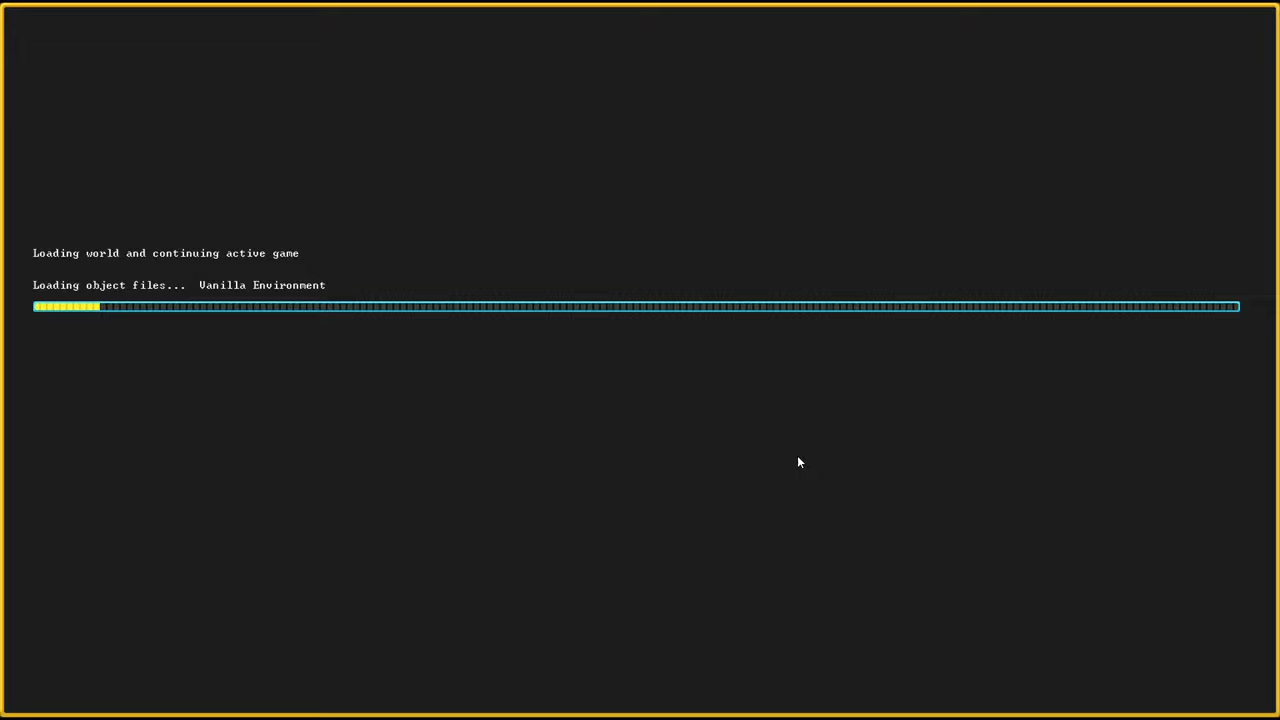 Loading world and continuing active game
Loading object files...  Vanilla Environment